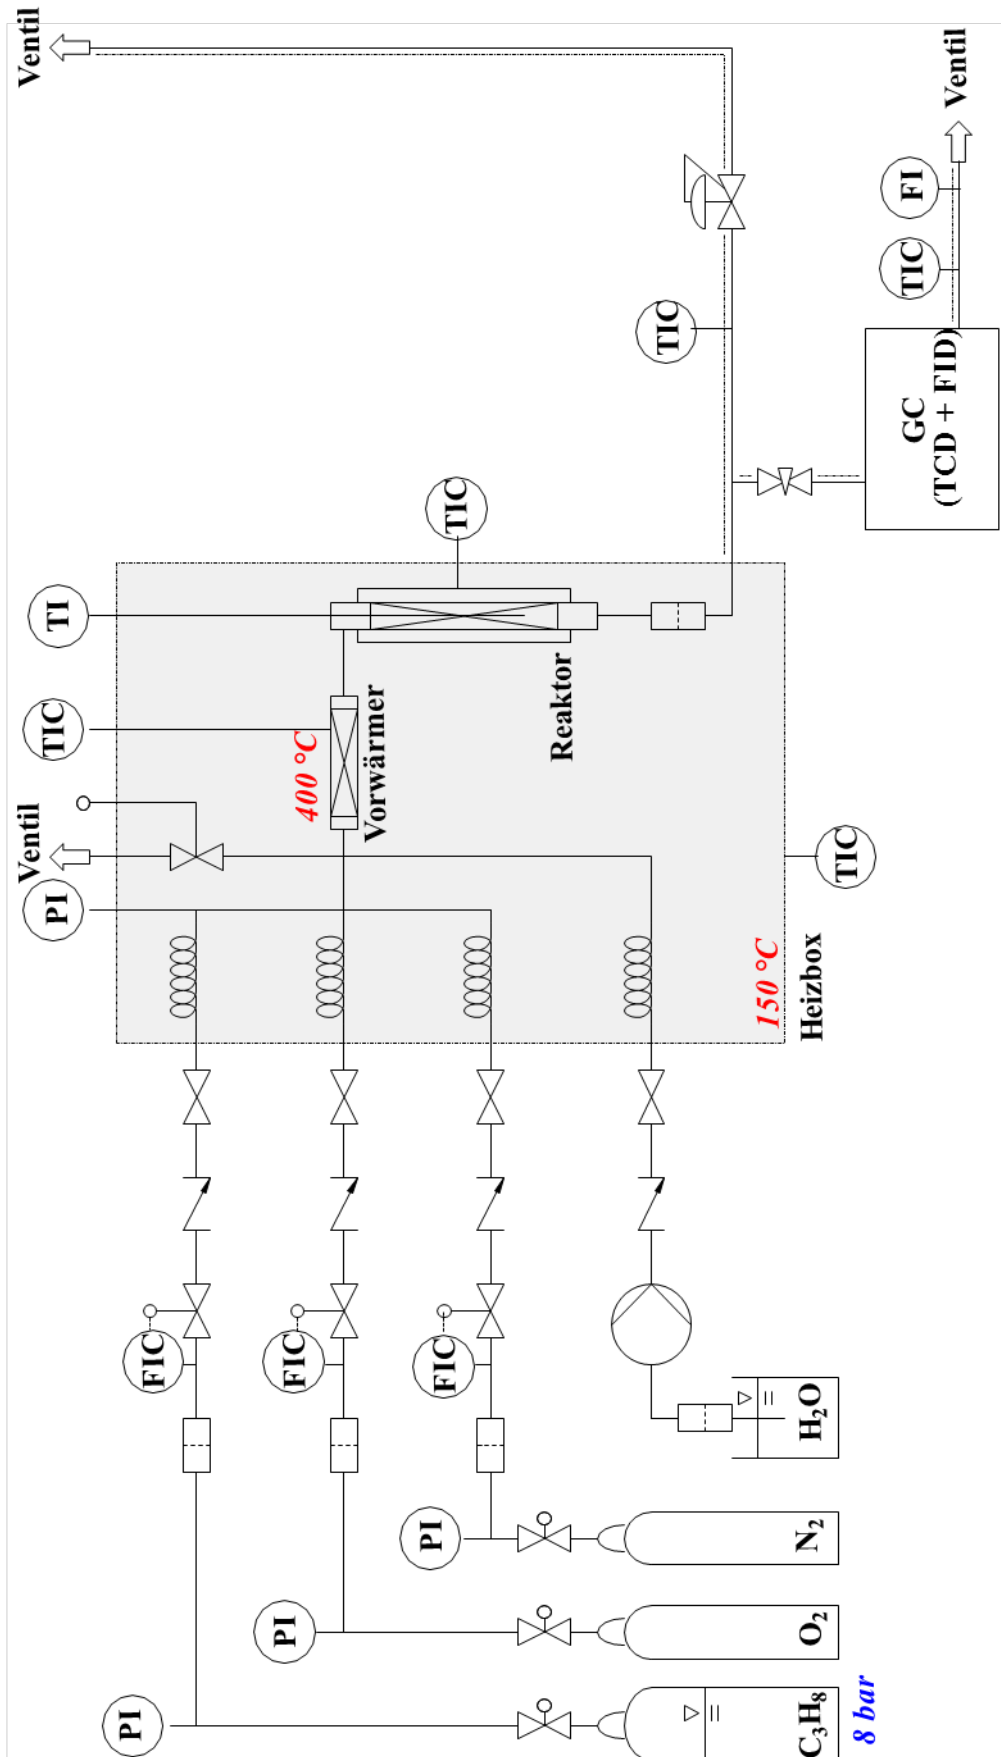 Ventil
Ventil
TIC
TI
PI
PI
FIC
PI
FIC
400 °C
Vorwärmer
PI
FIC
TIC
Reaktor
TIC
150 °C
Heizbox
C₃H₈
O₂
N₂
H₂O
TIC
8 bar
GC
(TCD + FID)
TIC
FI
Ventil